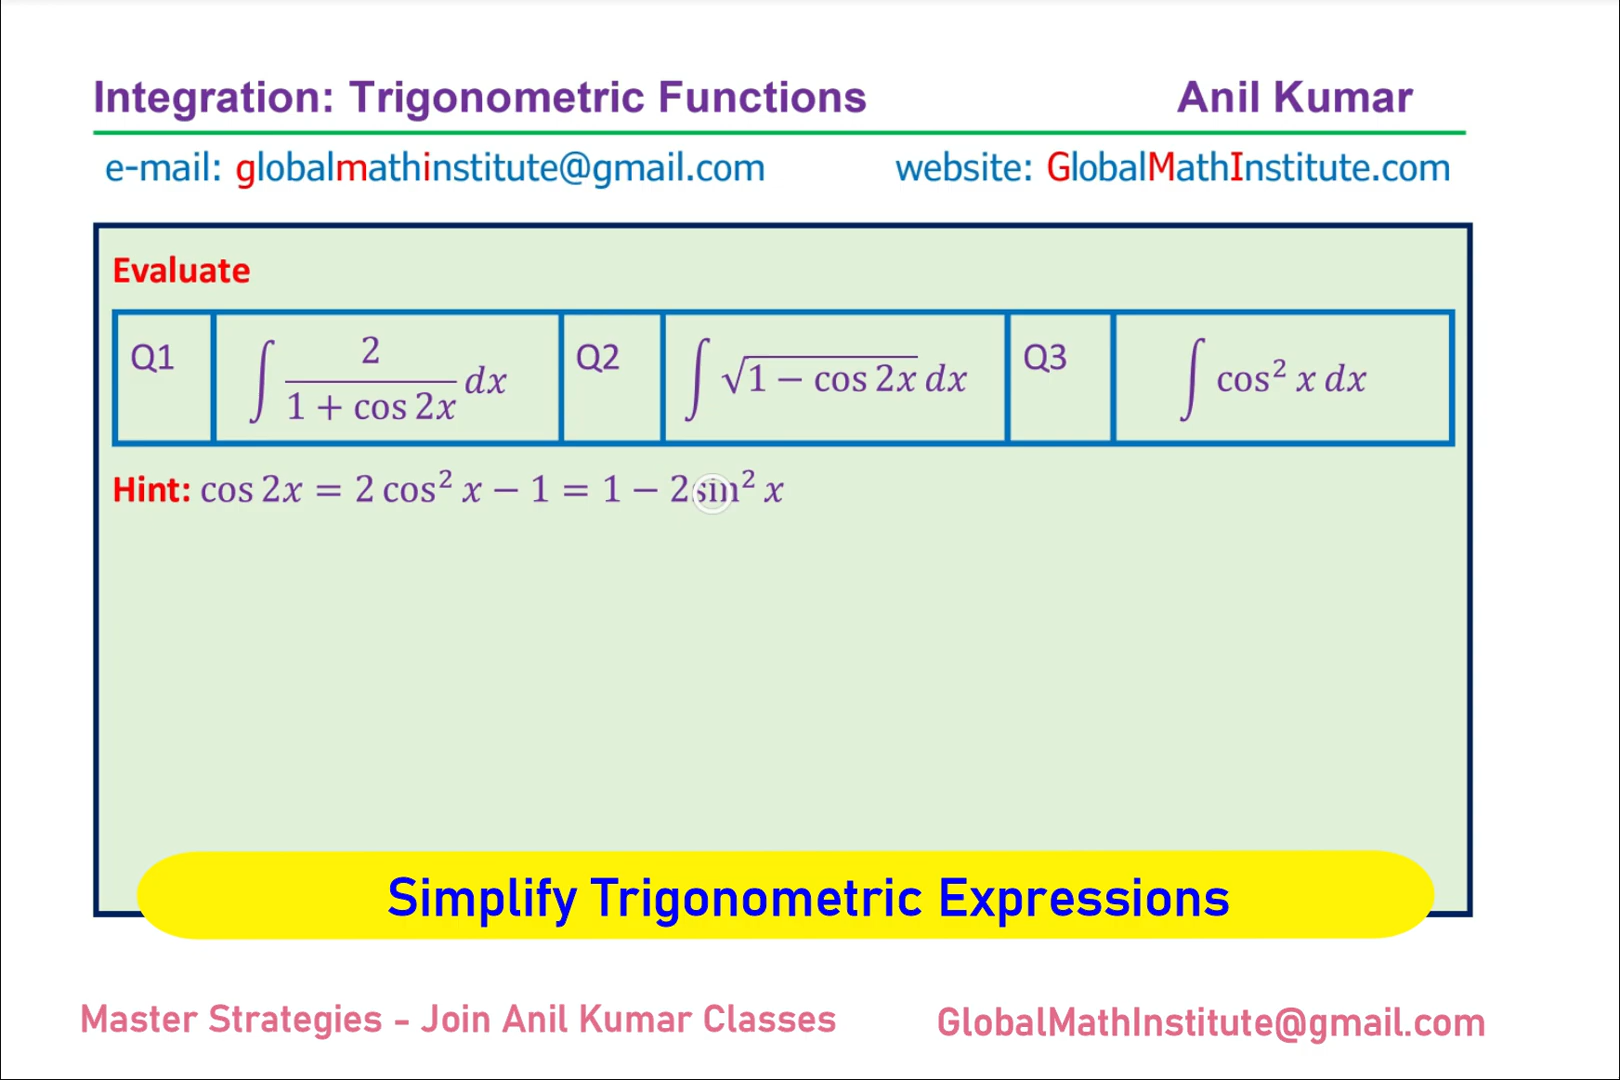 Integration: Trigonometric Functions Anil Kumar
e-mail: globalmathinstitute@gmail.com website: GlobalMathInstitute.com
Evaluate
Q1 ∫ 2/(1 + cos 2x) dx Q2 ∫ √(1 − cos 2x) dx Q3 ∫ cos² x dx
Hint: cos 2x = 2 cos² x − 1 = 1 − 2sin² x
Simplify Trigonometric Expressions
Master Strategies - Join Anil Kumar Classes GlobalMathInstitute@gmail.com